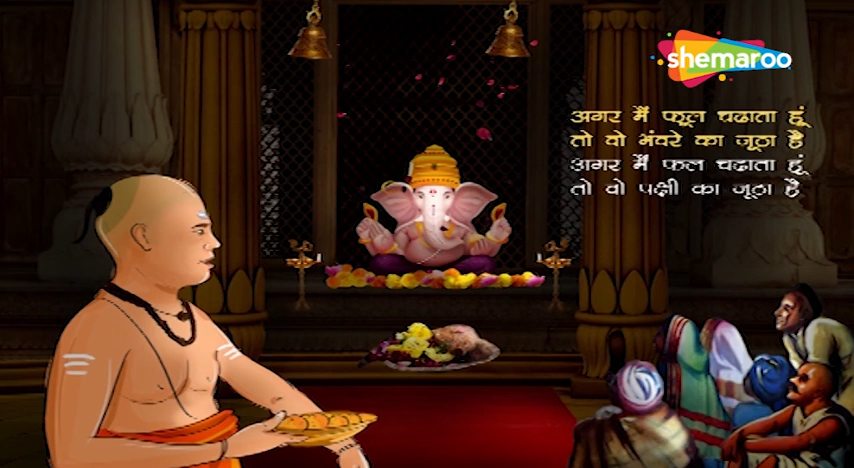 shemaroo
अगर मैं फूल चढाता हूं
तो वो भंवरे का जूठा है
अगर मैं फल चढाता हूं
तो वो पक्षी का जूठा है